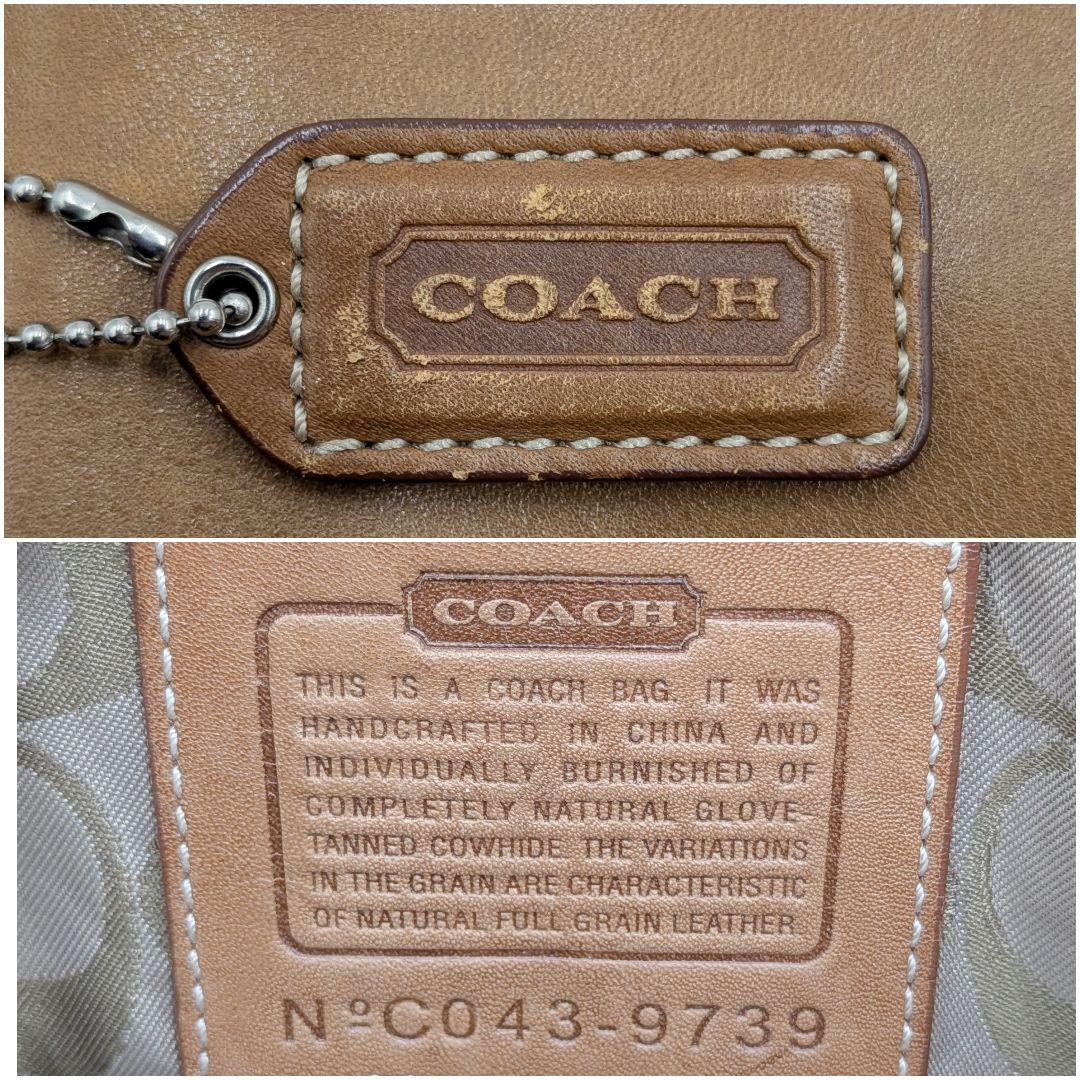 COACH
COACH
THIS IS A COACH BAG. IT WAS
HANDCRAFTED IN CHINA AND
INDIVIDUALLY BURNISHED OF
COMPLETELY NATURAL GLOVE-
TANNED COWHIDE. THE VARIATIONS
IN THE GRAIN ARE CHARACTERISTIC
OF NATURAL FULL GRAIN LEATHER.
Nº C043-9739